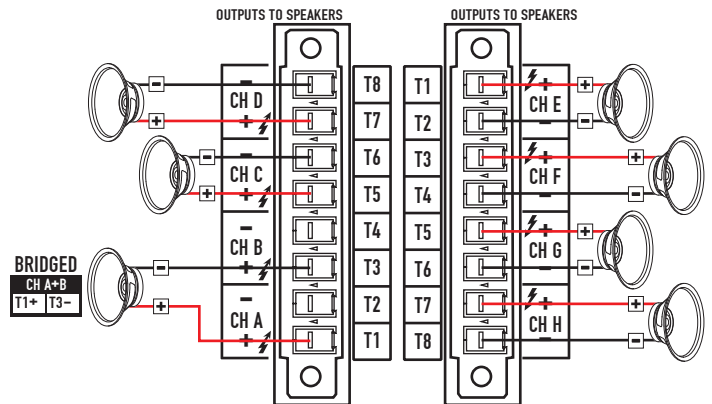 OUTPUTS TO SPEAKERS
OUTPUTS TO SPEAKERS
- CH D - T8
+ + T7
- CH C - T6
+ + T5
- CH B T4
- + T3
BRIDGED
CH A+B
T1+ T3-
+ - CH A T2
+ T1
T1 + CH E +
T2 - -
T3 + CH F +
T4 - -
T5 + CH G +
T6 - -
T7 + CH H +
T8 - -